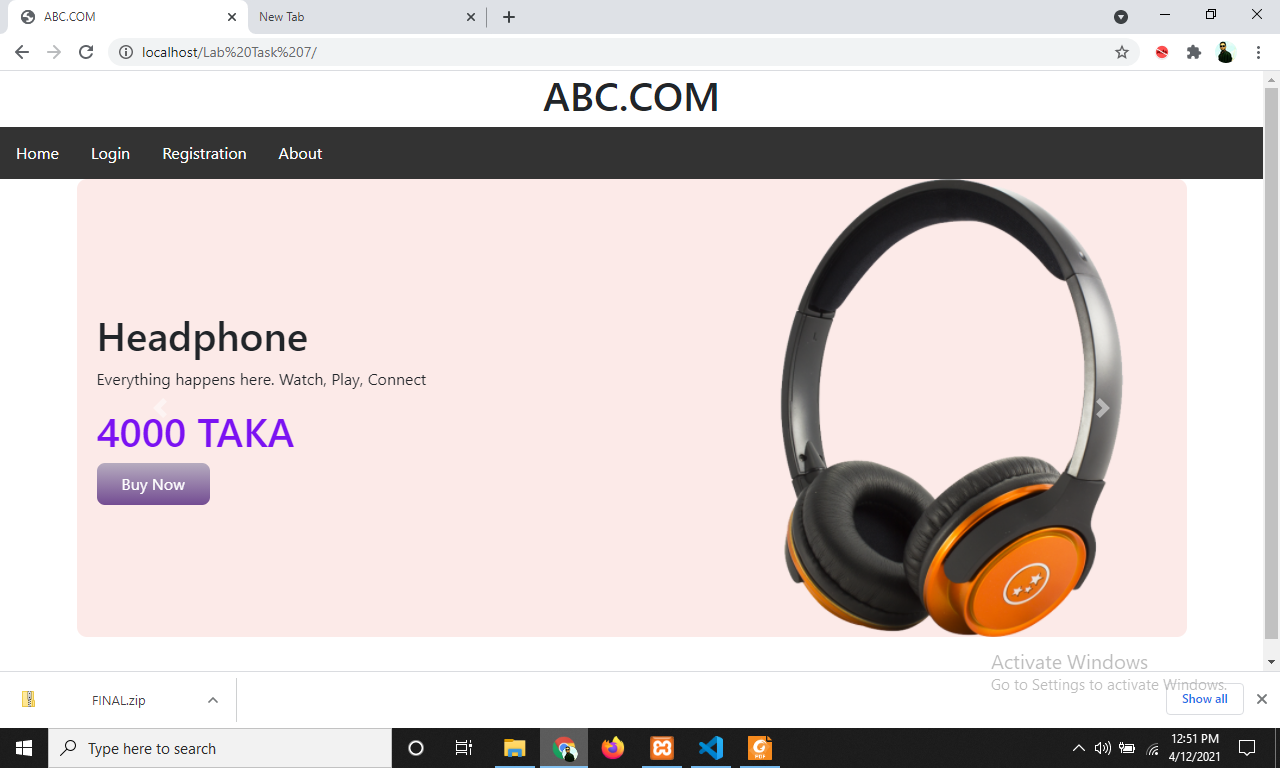 ABC.COM
New Tab
localhost/Lab%20Task%207/
ABC.COM
Home Login Registration About
Headphone
Everything happens here. Watch, Play, Connect
4000 TAKA
Buy Now
Activate Windows
Go to Settings to activate Windows.
FINAL.zip
Show all
Type here to search
PDF
12:51 PM
4/12/2021